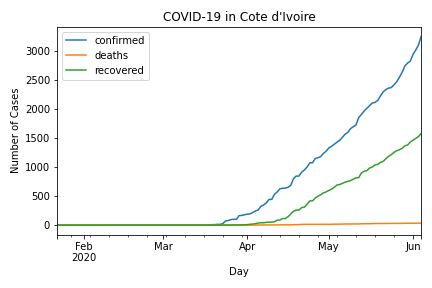 COVID-19 in Cote d'Ivoire
confirmed
deaths
recovered
Number of Cases
3000
2500
2000
1500
1000
500
0
Feb
2020
Mar
Apr
May
Jun
Day